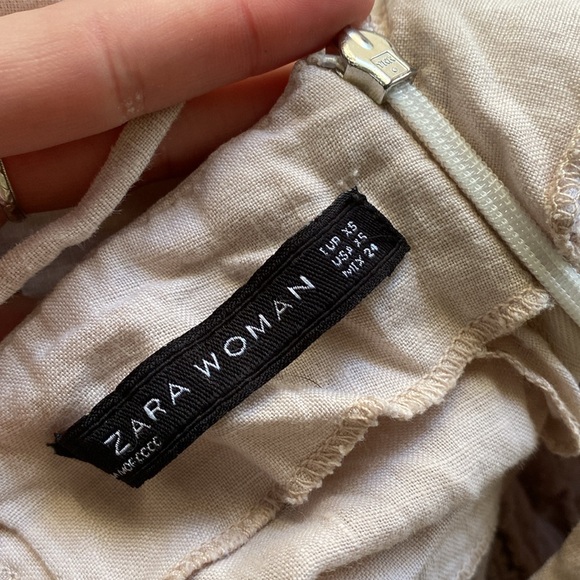 ZARA WOMAN
EUR XS
USA XS
MEX 24